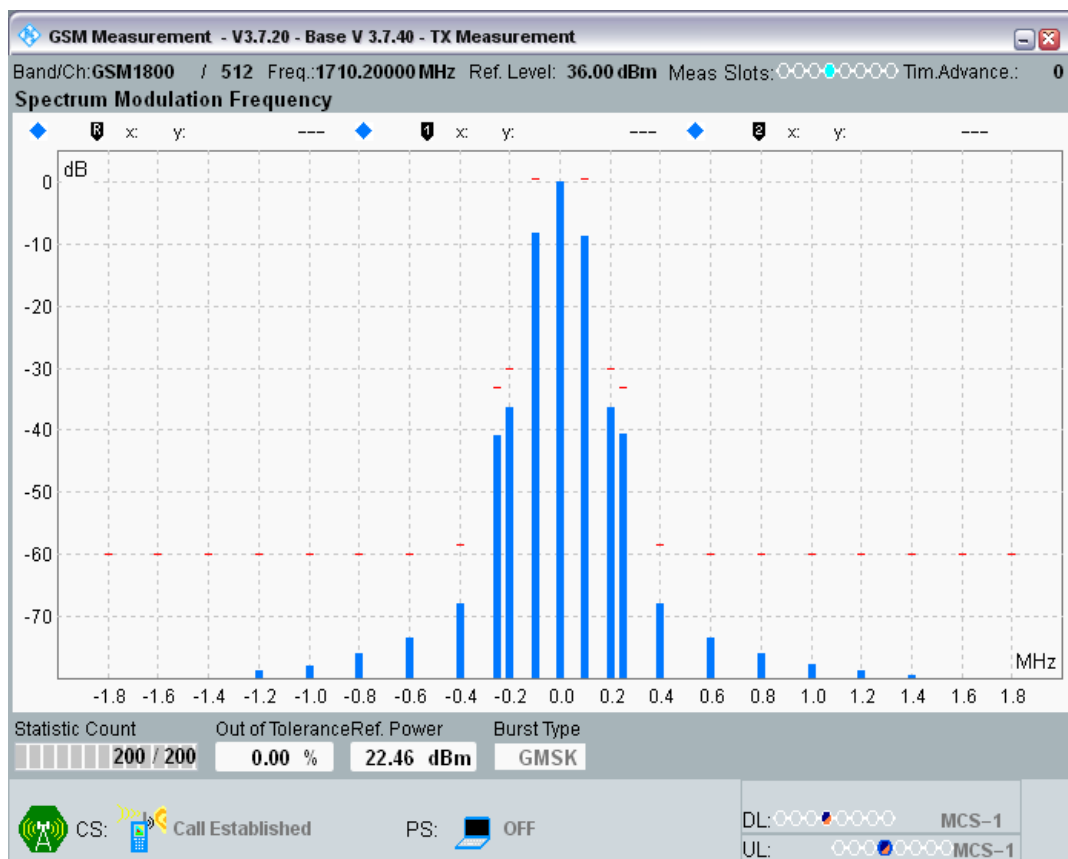 GSM Measurement - V3.7.20 - Base V 3.7.40 - TX Measurement
Band/Ch:GSM1800 / 512 Freq.:1710.20000 MHz Ref. Level: 36.00 dBm Meas Slots: Tim.Advance.: 0
Spectrum Modulation Frequency
R x: y: --- 1 x: y: --- 2 x: y: ---
dB
0
-10
-20
-30
-40
-50
-60
-70
MHz
-1.8 -1.6 -1.4 -1.2 -1.0 -0.8 -0.6 -0.4 -0.2 0.0 0.2 0.4 0.6 0.8 1.0 1.2 1.4 1.6 1.8
Statistic Count Out of Tolerance Ref. Power Burst Type
200 / 200 0.00 % 22.46 dBm GMSK
CS: Call Established PS: OFF DL: MCS-1
UL: MCS-1